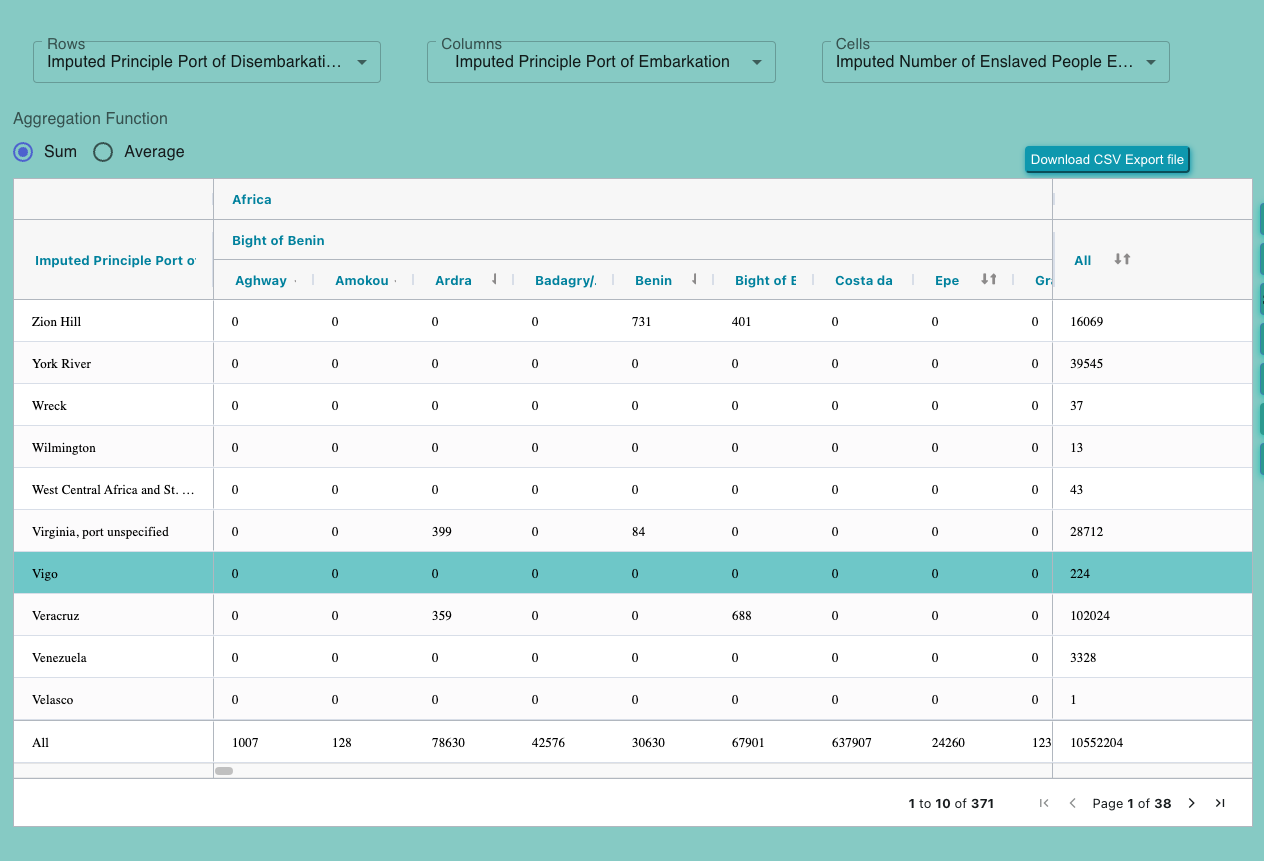 Rows
Imputed Principle Port of Disembarkati...
Columns
Imputed Principle Port of Embarkation
Cells
Imputed Number of Enslaved People E...
Aggregation Function
Sum Average
Download CSV Export file
Africa
Bight of Benin
Imputed Principle Port o
All
Aghway Amokou Ardra Badagry/ Benin Bight of E Costa da Epe Gra
Zion Hill 0 0 0 0 731 401 0 0 0 16069
York River 0 0 0 0 0 0 0 0 0 39545
Wreck 0 0 0 0 0 0 0 0 0 37
Wilmington 0 0 0 0 0 0 0 0 0 13
West Central Africa and St. ... 0 0 0 0 0 0 0 0 0 43
Virginia, port unspecified 0 0 399 0 84 0 0 0 0 28712
Vigo 0 0 0 0 0 0 0 0 0 224
Veracruz 0 0 359 0 0 688 0 0 0 102024
Venezuela 0 0 0 0 0 0 0 0 0 3328
Velasco 0 0 0 0 0 0 0 0 0 1
All 1007 128 78630 42576 30630 67901 637907 24260 123 10552204
1 to 10 of 371 Page 1 of 38